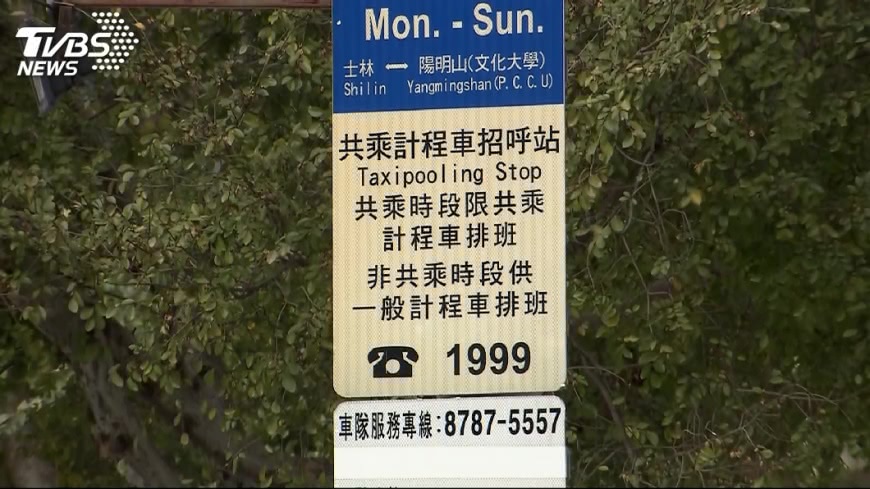 TVBS
NEWS
Mon. - Sun.
士林 ↔ 陽明山(文化大學)
Shilin Yangmingshan(P.C.C.U)
共乘計程車招呼站
Taxipooling Stop
共乘時段限共乘
計程車排班
非共乘時段供
一般計程車排班
☎ 1999
車隊服務專線:8787-5557